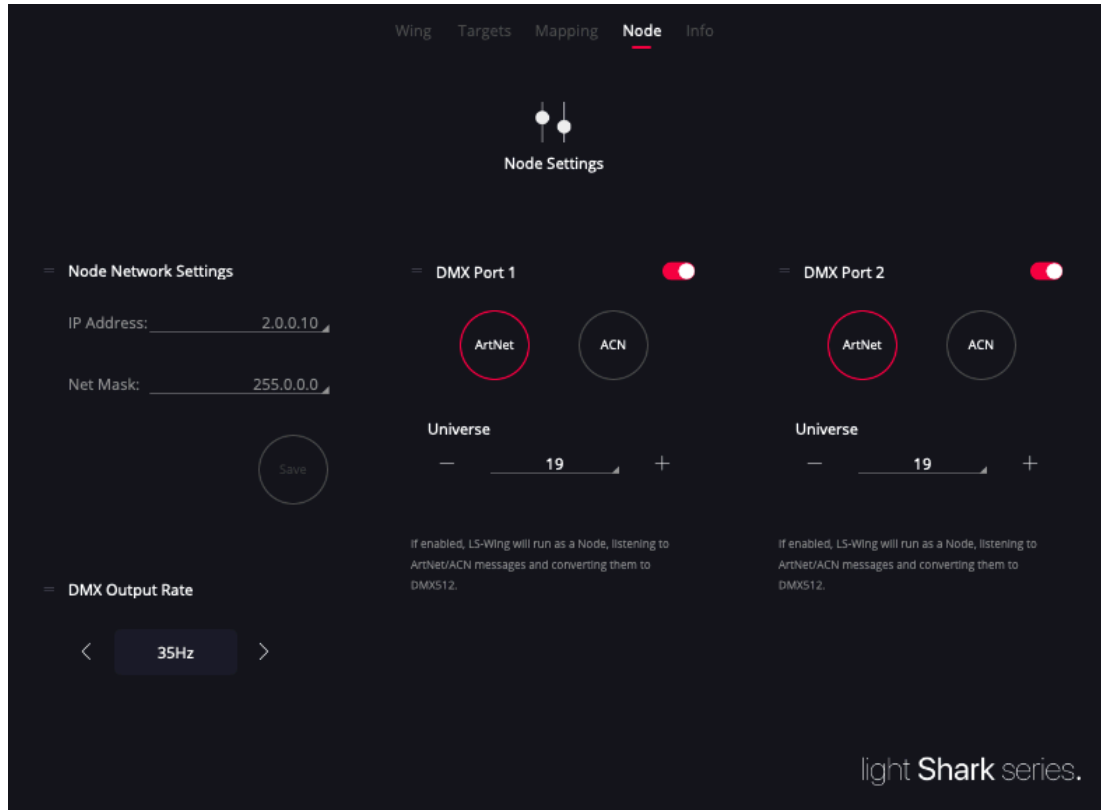 Wing Targets Mapping Node Info
Node Settings
Node Network Settings
IP Address: 2.0.0.10
Net Mask: 255.0.0.0
Save
DMX Output Rate
35Hz
DMX Port 1
ArtNet ACN
Universe
19
If enabled, LS-Wing will run as a Node, listening to
ArtNet/ACN messages and converting them to
DMX512.
DMX Port 2
ArtNet ACN
Universe
19
If enabled, LS-Wing will run as a Node, listening to
ArtNet/ACN messages and converting them to
DMX512.
light Shark series.